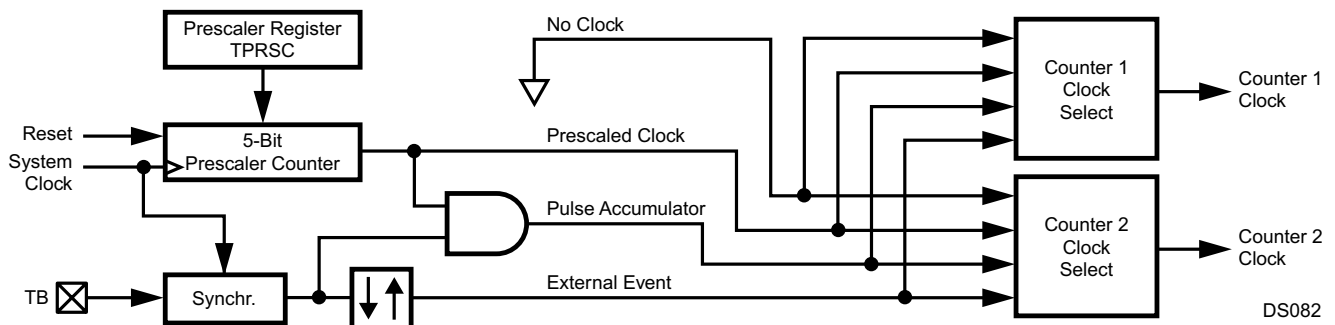 Prescaler Register
TPRSC
No Clock
Counter 1
Clock
Select
Counter 1
Clock
Reset
5-Bit
Prescaler Counter
Prescaled Clock
System
Clock
Pulse Accumulator
Counter 2
Clock
Select
Counter 2
Clock
TB
Synchr.
External Event
DS082